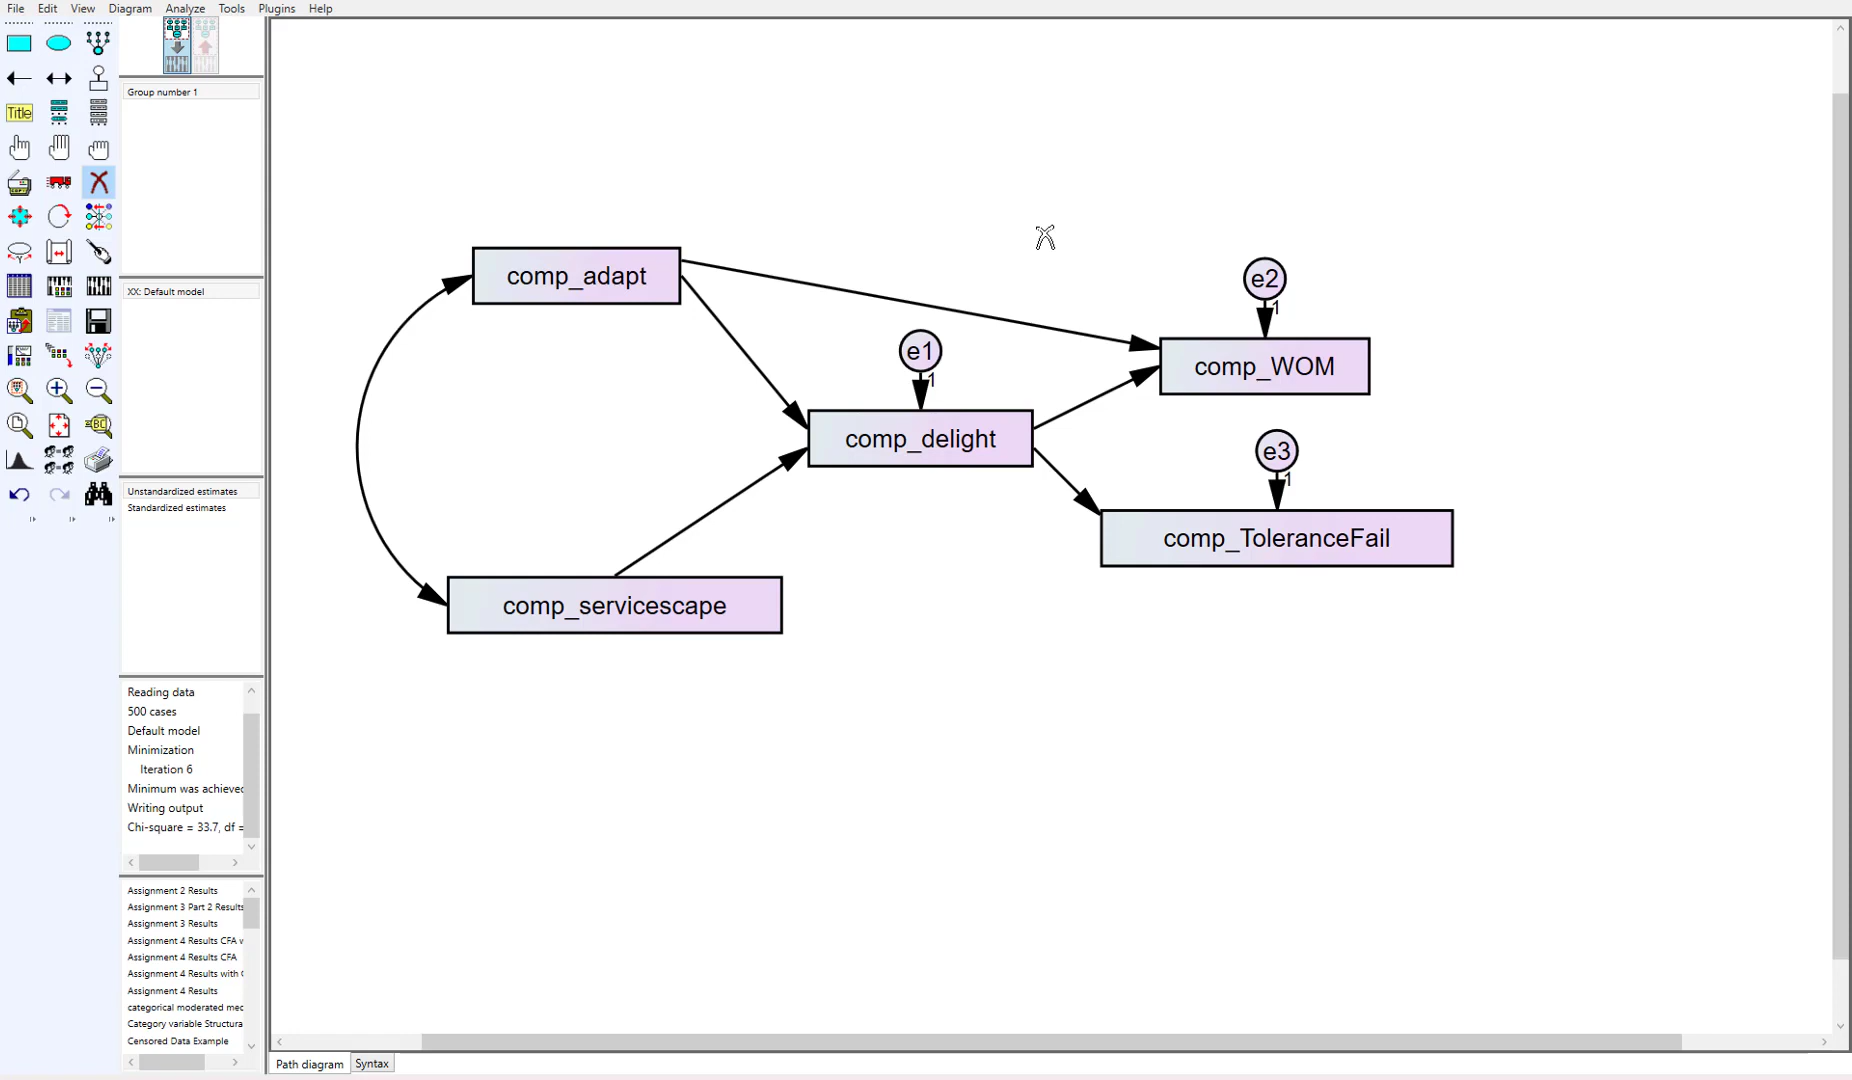 File Edit View Diagram Analyze Tools Plugins Help
Title
Group number 1
XX: Default model
Unstandardized estimates
Standardized estimates
Reading data
500 cases
Default model
Minimization
Iteration 6
Minimum was achieved
Writing output
Chi-square = 33.7, df =
Assignment 2 Results
Assignment 3 Part 2 Results
Assignment 3 Results
Assignment 4 Results CFA
Assignment 4 Results CFA
Assignment 4 Results with
Assignment 4 Results
categorical moderated
Category variable
Censored Data Example
comp_adapt
e2
1
e1
1
comp_WOM
comp_delight
e3
1
comp_ToleranceFail
comp_servicescape
Path diagram Syntax